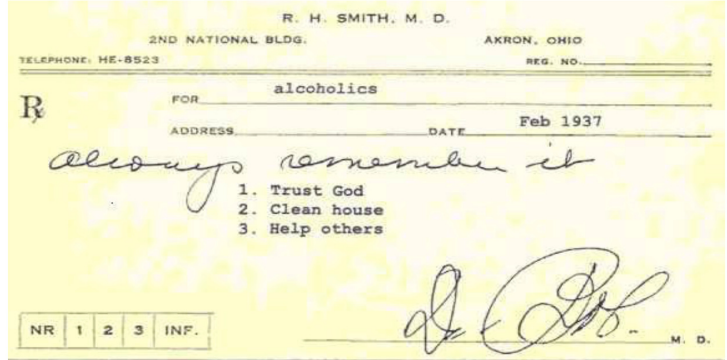 R. H. SMITH, M. D.
2ND NATIONAL BLDG. AKRON, OHIO
TELEPHONE: HE-8523 REG. NO.
Rx FOR alcoholics
ADDRESS DATE Feb 1937
always remember it
1. Trust God
2. Clean house
3. Help others
Dr. Bob
NR 1 2 3 INF. M. D.